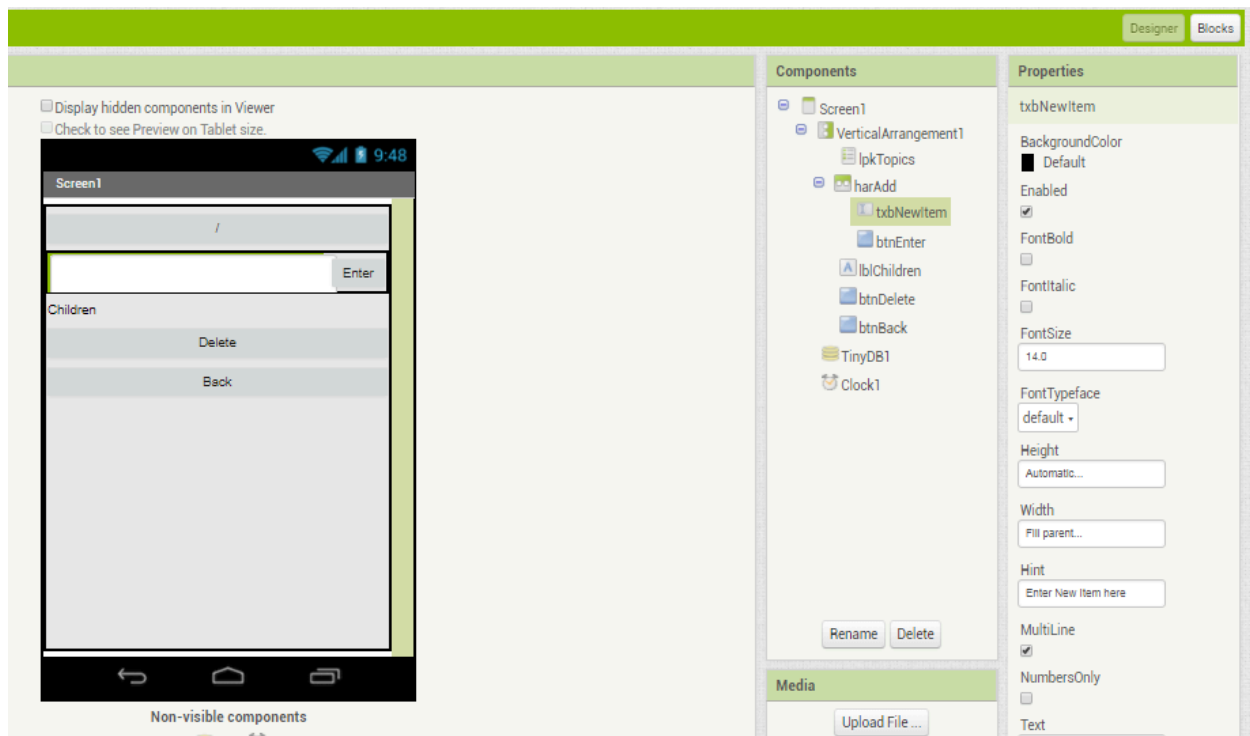 Designer
Blocks
Display hidden components in Viewer
Check to see Preview on Tablet size.
9:48
Screen1
/
Enter
Children
Delete
Back
Non-visible components
Components
Screen1
VerticalArrangement1
lpkTopics
harAdd
txbNewItem
btnEnter
A lblChildren
btnDelete
btnBack
TinyDB1
Clock1
Rename Delete
Media
Upload File ...
Properties
txbNewItem
BackgroundColor
Default
Enabled
FontBold
FontItalic
FontSize
14.0
FontTypeface
default
Height
Automatic...
Width
Fill parent...
Hint
Enter New Item here
MultiLine
NumbersOnly
Text